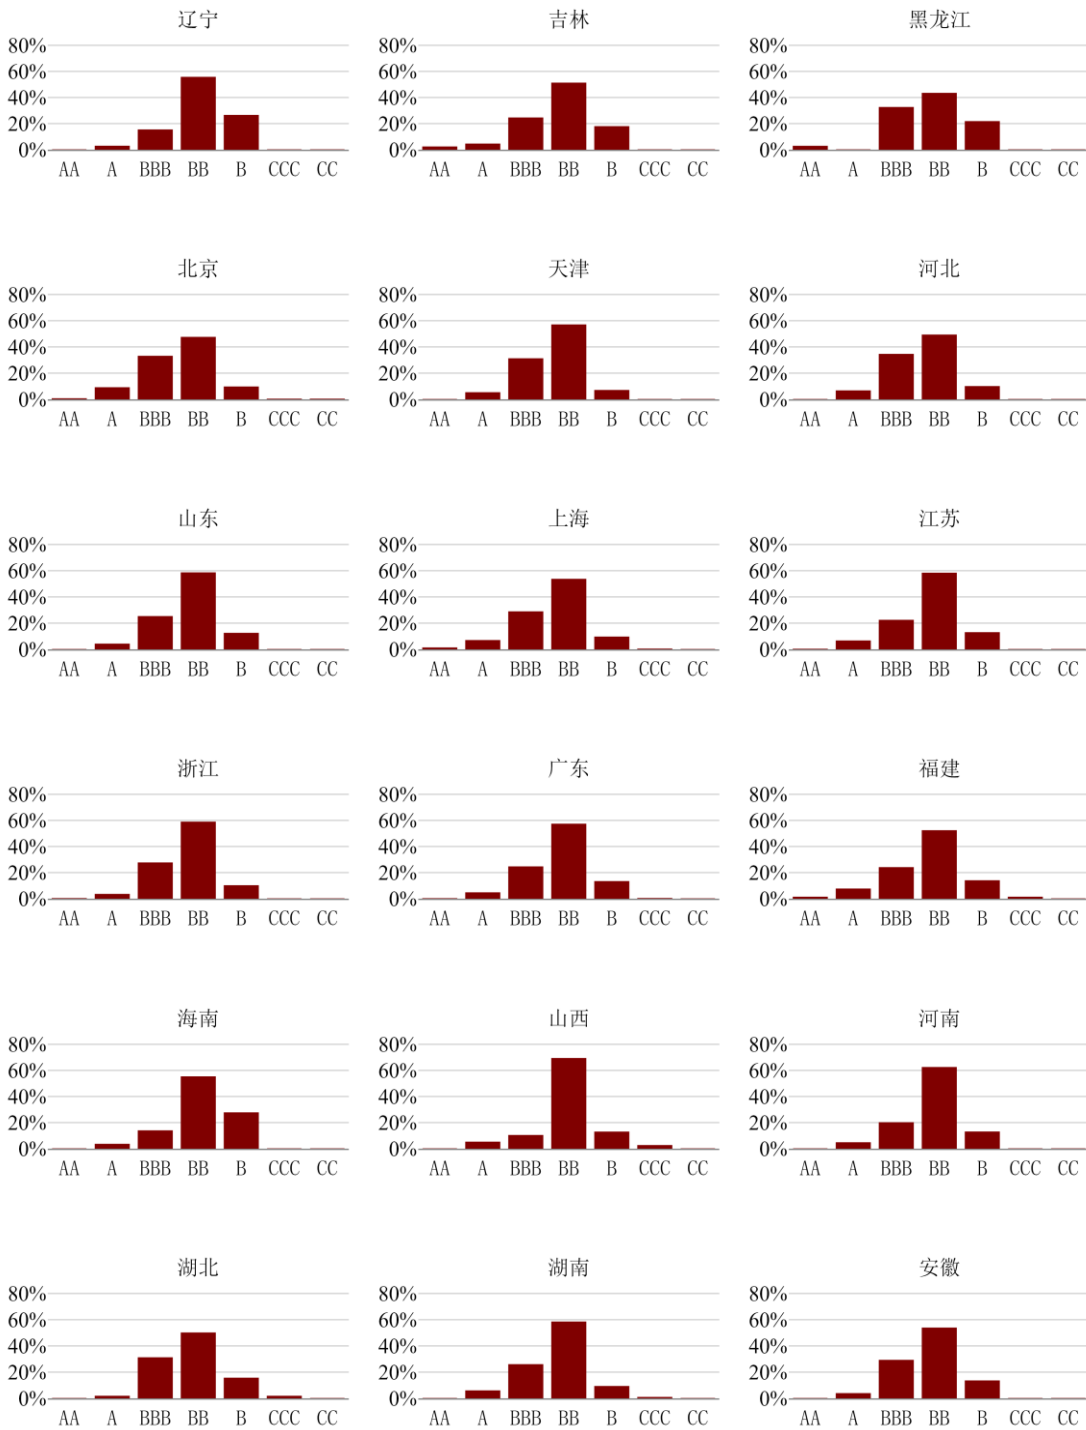 辽宁 吉林 黑龙江
80% 80% 80%
60% 60% 60%
40% 40% 40%
20% 20% 20%
0% 0% 0%
AA A BBB BB B CCC CC AA A BBB BB B CCC CC AA A BBB BB B CCC CC
北京 天津 河北
80% 80% 80%
60% 60% 60%
40% 40% 40%
20% 20% 20%
0% 0% 0%
AA A BBB BB B CCC CC AA A BBB BB B CCC CC AA A BBB BB B CCC CC
山东 上海 江苏
80% 80% 80%
60% 60% 60%
40% 40% 40%
20% 20% 20%
0% 0% 0%
AA A BBB BB B CCC CC AA A BBB BB B CCC CC AA A BBB BB B CCC CC
浙江 广东 福建
80% 80% 80%
60% 60% 60%
40% 40% 40%
20% 20% 20%
0% 0% 0%
AA A BBB BB B CCC CC AA A BBB BB B CCC CC AA A BBB BB B CCC CC
海南 山西 河南
80% 80% 80%
60% 60% 60%
40% 40% 40%
20% 20% 20%
0% 0% 0%
AA A BBB BB B CCC CC AA A BBB BB B CCC CC AA A BBB BB B CCC CC
湖北 湖南 安徽
80% 80% 80%
60% 60% 60%
40% 40% 40%
20% 20% 20%
0% 0% 0%
AA A BBB BB B CCC CC AA A BBB BB B CCC CC AA A BBB BB B CCC CC